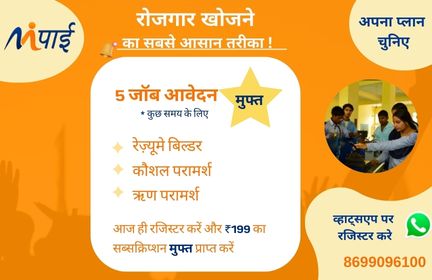 Mपाई
रोजगार खोजने
का सबसे आसान तरीका !
अपना प्लान
चुनिए
5 जॉब आवेदन
मुफ्त
* कुछ समय के लिए
रेज़्यूमे बिल्डर
कौशल परामर्श
ऋण परामर्श
आज ही रजिस्टर करें और ₹199 का
सब्सक्रिप्शन मुफ्त प्राप्त करें
व्हाट्सएप पर
रजिस्टर करे
8699096100